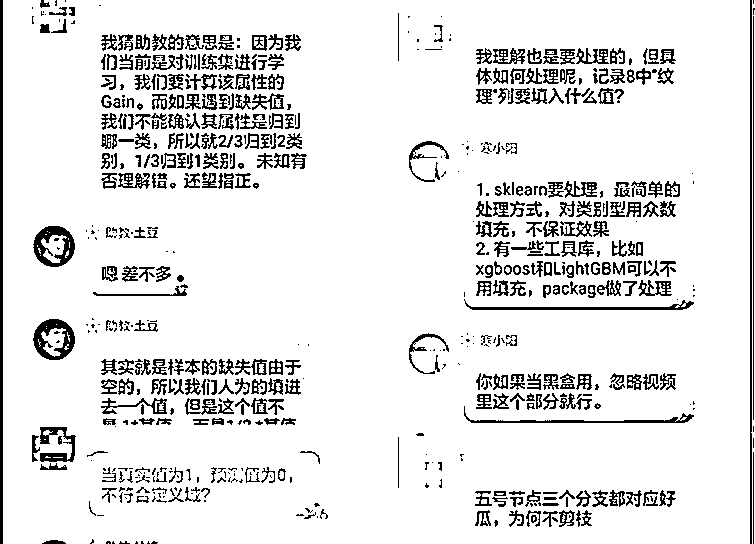 我猜助教的意思是：因为我
们当前是对训练集进行学
习，我们要计算该属性的
Gain。而如果遇到缺失值，
我们不能确认其属性是归到
哪一类，所以就2/3归到2类
别，1/3归到1类别。 未知有
否理解错。还望指正。
助教-土豆
嗯 差不多。
助教-土豆
其实就是样本的缺失值由于
空的，所以我们人为的填进
去一个值，但是这个值不
当真实值为1，预测值为0，
不符合定义域？
我理解也是要处理的，但具
体如何处理呢，记录8中“纹
理”列要填入什么值？
寒小阳
1. sklearn要处理，最简单的
处理方式，对类别型用众数
填充，不保证效果
2. 有一些工具库，比如
xgboost和LightGBM可以不
用填充，package做了处理
寒小阳
你如果当黑盒用，忽略视频
里这个部分就行。
五号节点三个分支都对应好
瓜，为何不剪枝